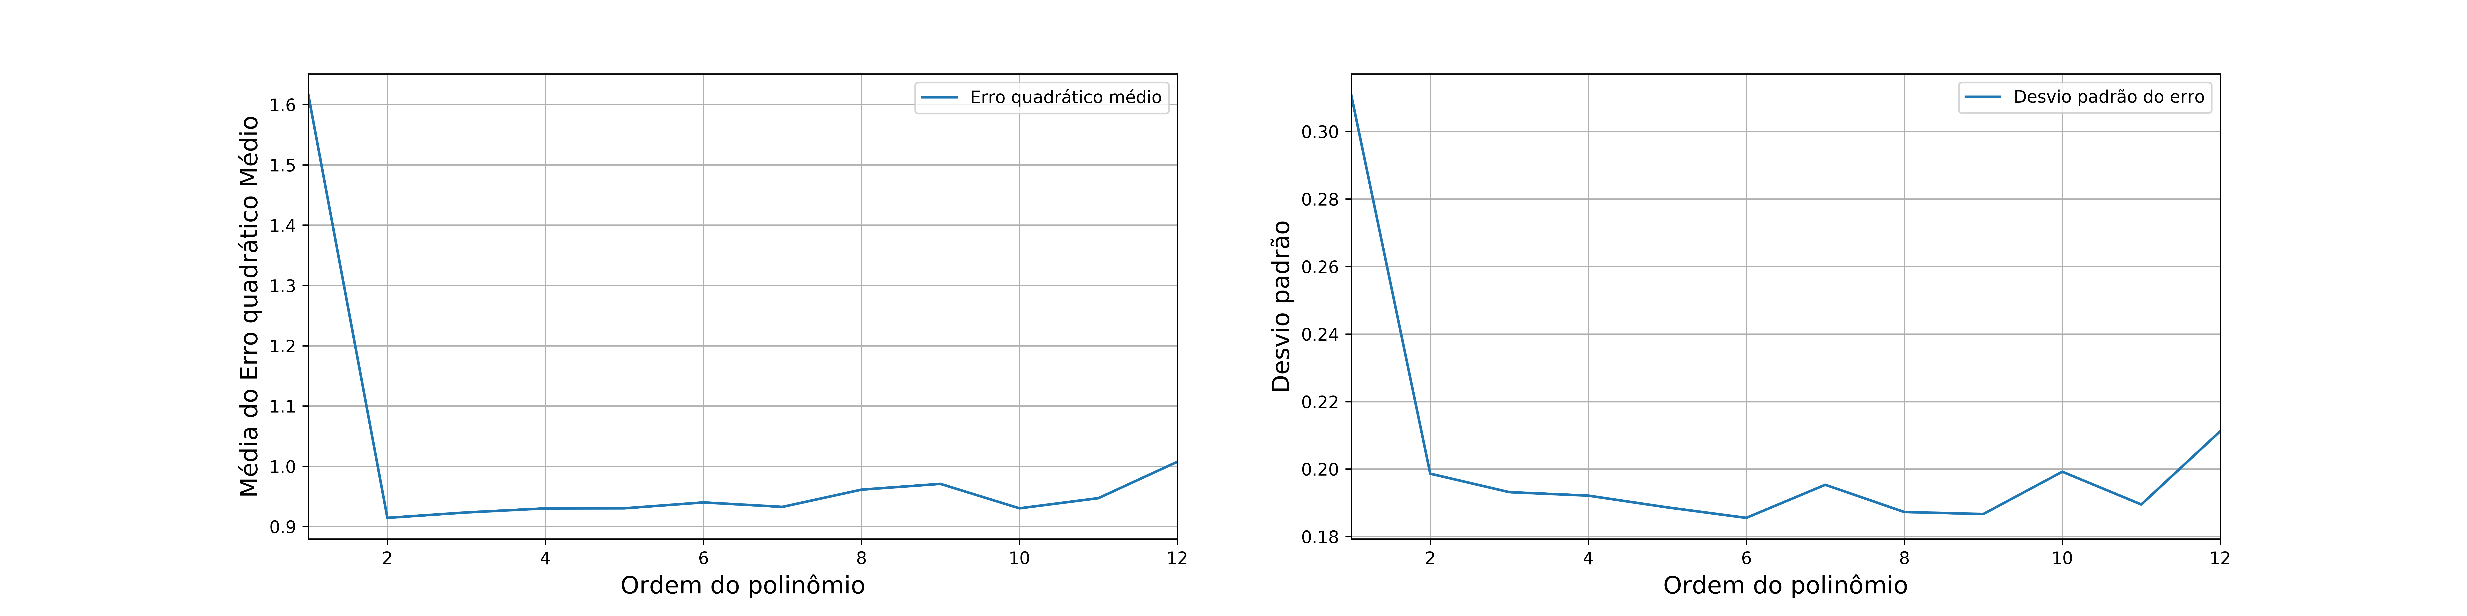 Erro quadrático médio
Média do Erro quadrático Médio
1.6
1.5
1.4
1.3
1.2
1.1
1.0
0.9
2 4 6 8 10 12
Ordem do polinômio
Desvio padrão do erro
Desvio padrão
0.30
0.28
0.26
0.24
0.22
0.20
0.18
2 4 6 8 10 12
Ordem do polinômio